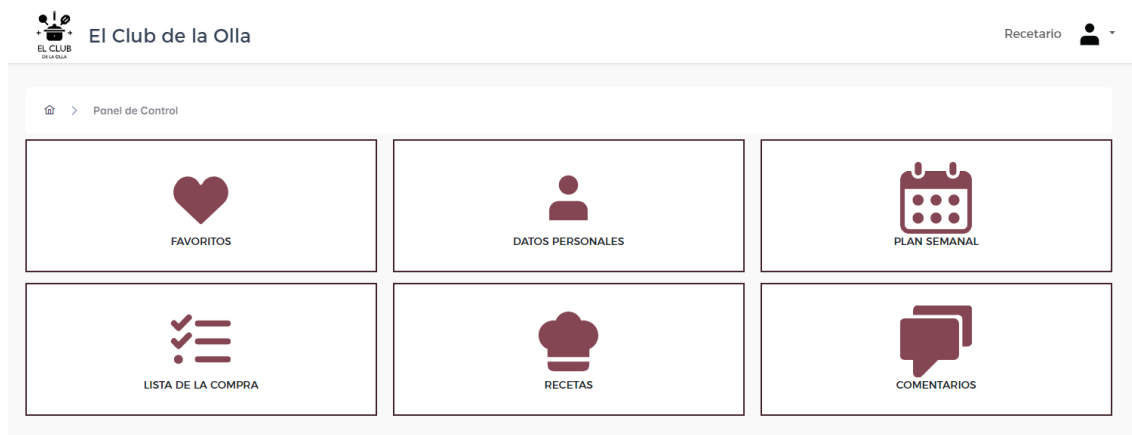 EL CLUB
DE LA OLLA
El Club de la Olla
Recetario
Panel de Control
FAVORITOS
DATOS PERSONALES
PLAN SEMANAL
LISTA DE LA COMPRA
RECETAS
COMENTARIOS